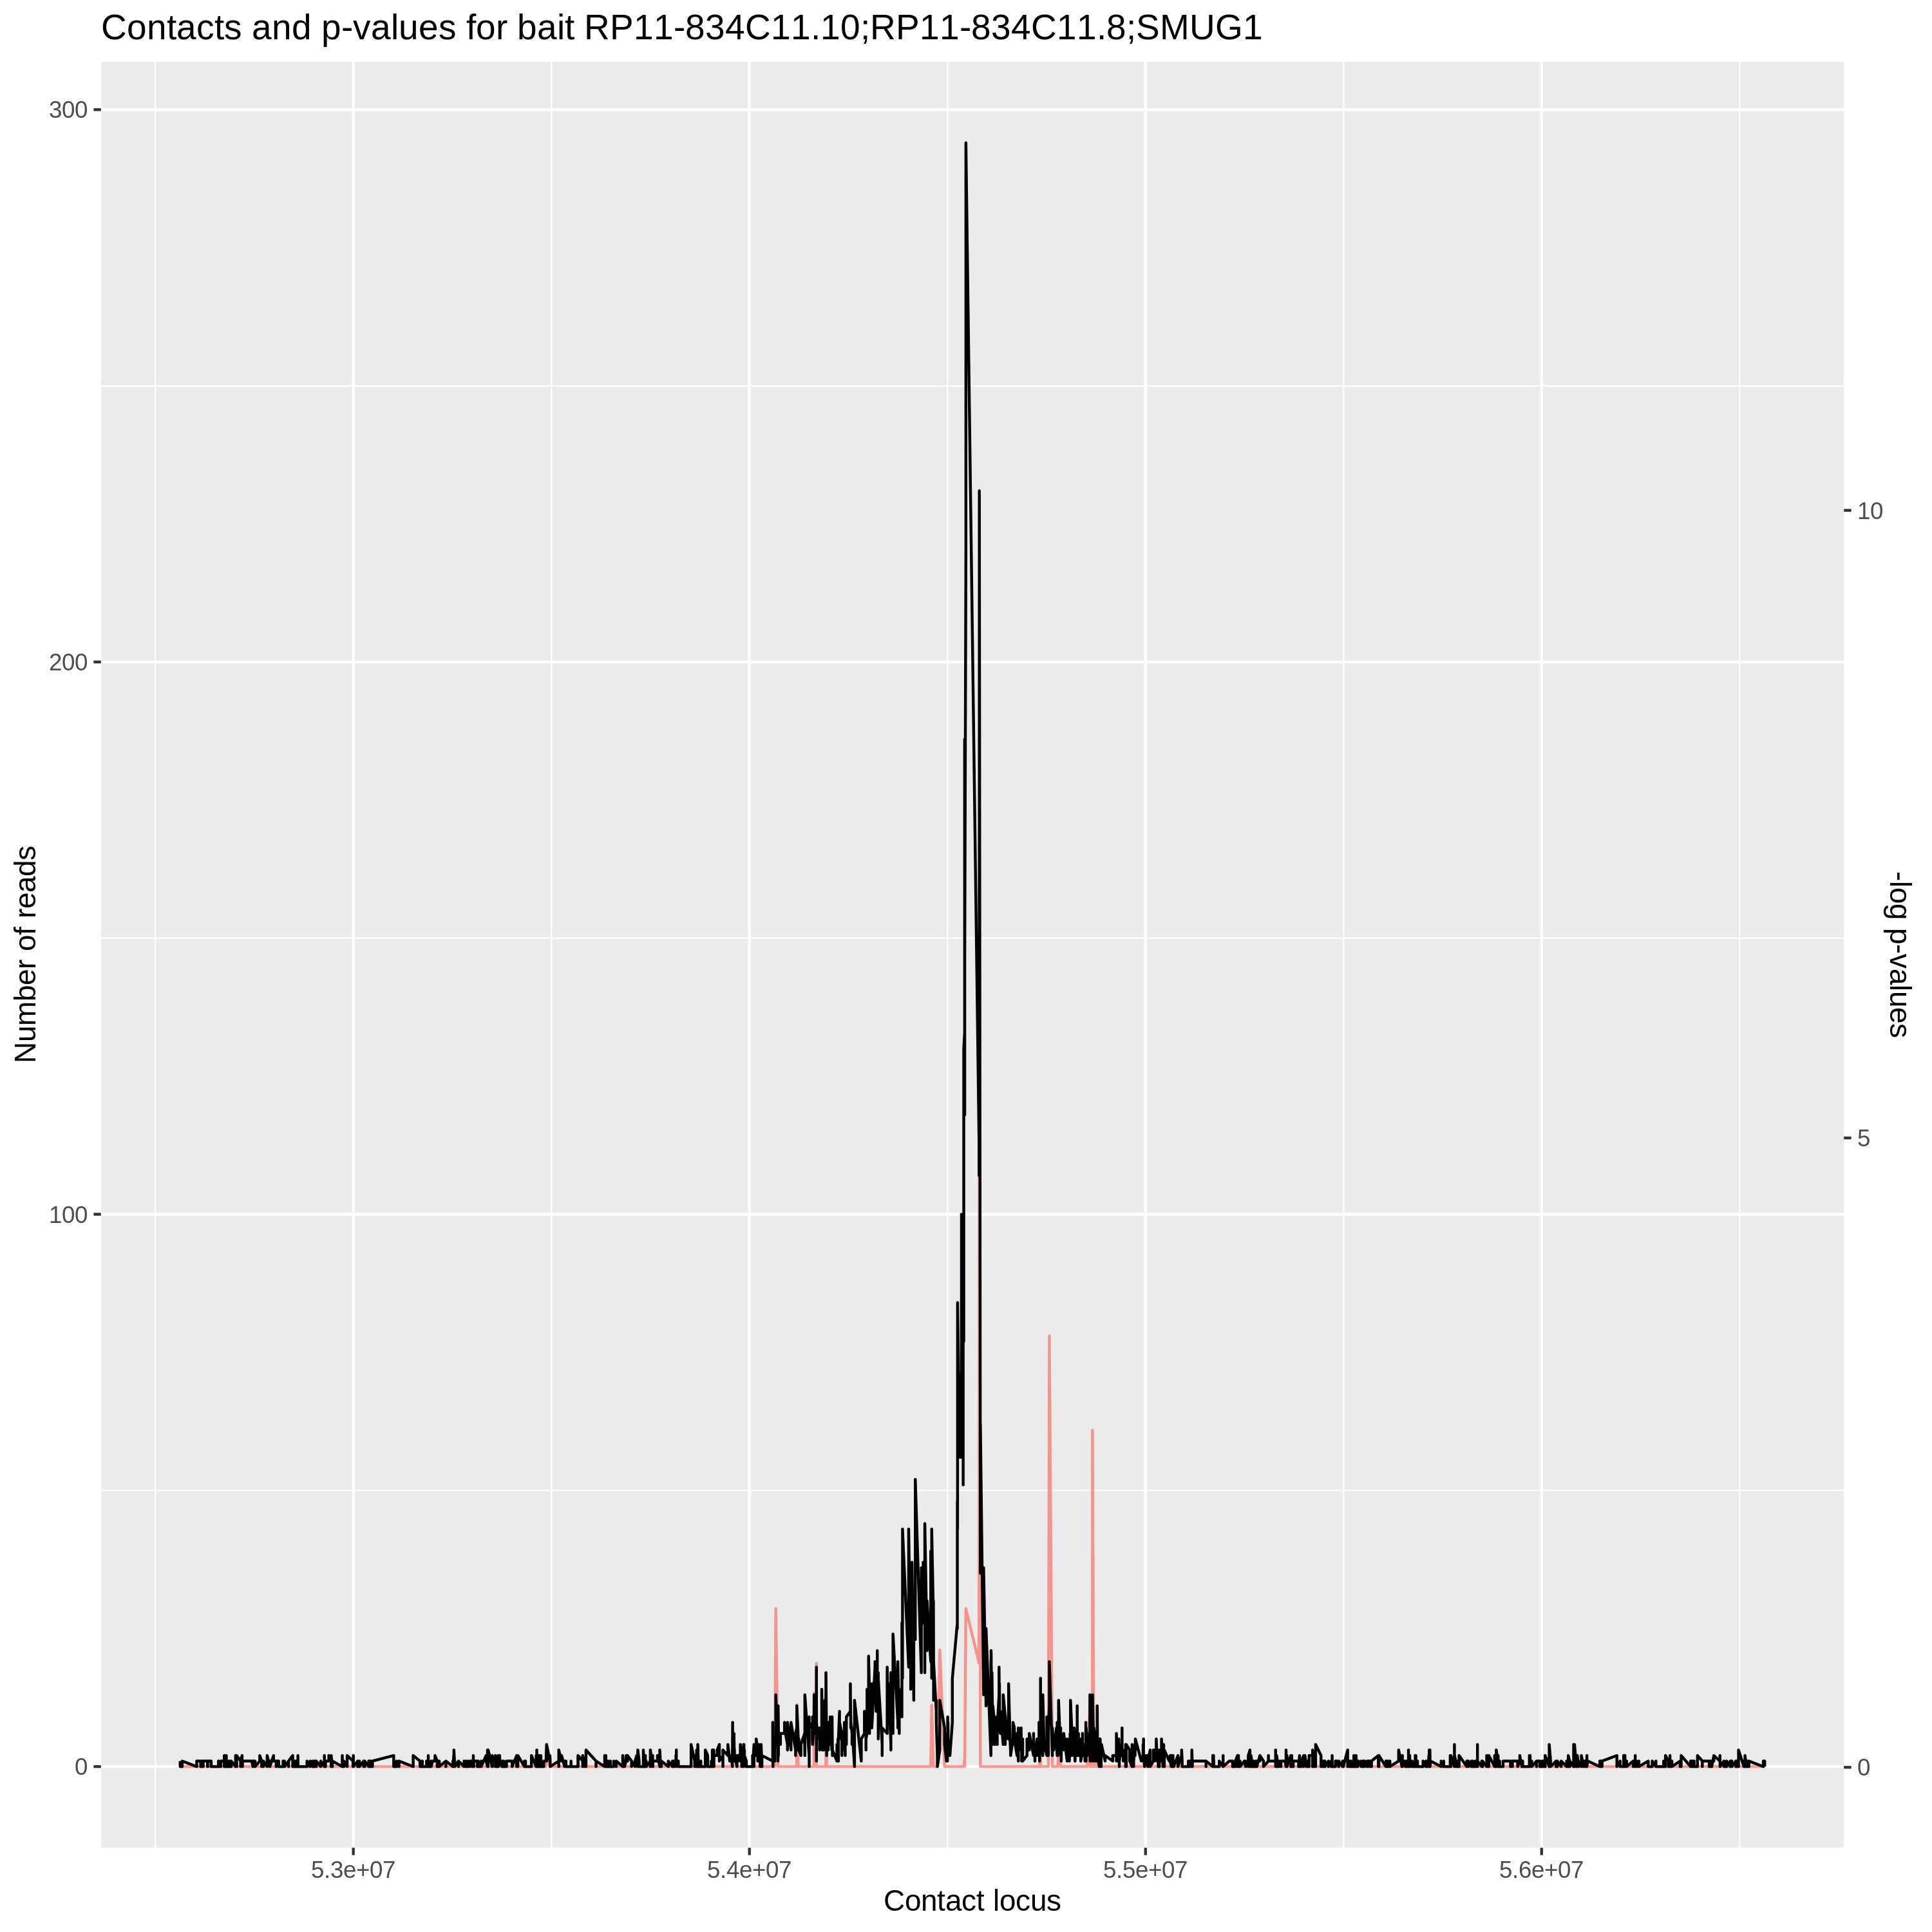 Contacts and p-values for bait RP11-834C11.10;RP11-834C11.8;SMUG1
300
200
100
0
Number of reads
10
5
0
-log p-values
5.3e+07
5.4e+07
5.5e+07
5.6e+07
Contact locus